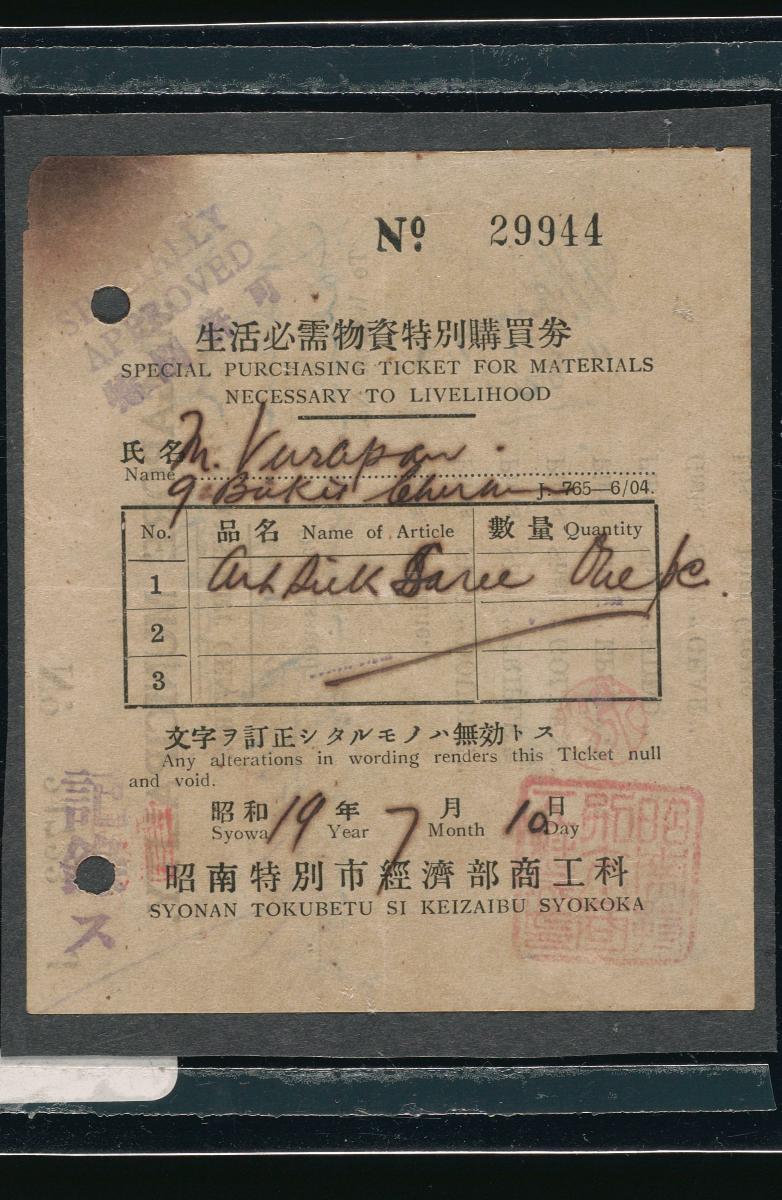 No. 29944
SPECIALLY
APPROVED
生活必需物資特別購買券
SPECIAL PURCHASING TICKET FOR MATERIALS
NECESSARY TO LIVELIHOOD
氏名
Name M. Vurapan.
9 Bukit
J-765—6/04.
No. 品名 Name of Article 數量 Quantity
1 Art Silk Saree One pc.
2
3
文字ヲ訂正シタルモノハ無効トス
Any alterations in wording renders this Ticket null
and void.
昭和 19 年 7 月 10 日
Syowa Year Month Day
昭南特別市經濟部商工科
SYONAN TOKUBETU SI KEIZAIBU SYOKOKA